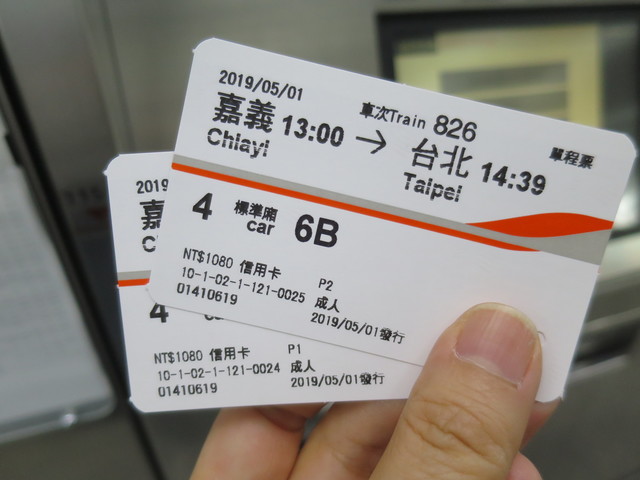 2019/05/01
車次Train 826
單程票
嘉義 13:00 → 台北 14:39
Chiayi
Taipei
4 標準廂 car 6B
NT$1080 信用卡 P2
10-1-02-1-121-0025 成人
01410619 2019/05/01發行
2019
嘉
4
NT$1080 信用卡 P1
10-1-02-1-121-0024 成人
01410619 2019/05/01發行